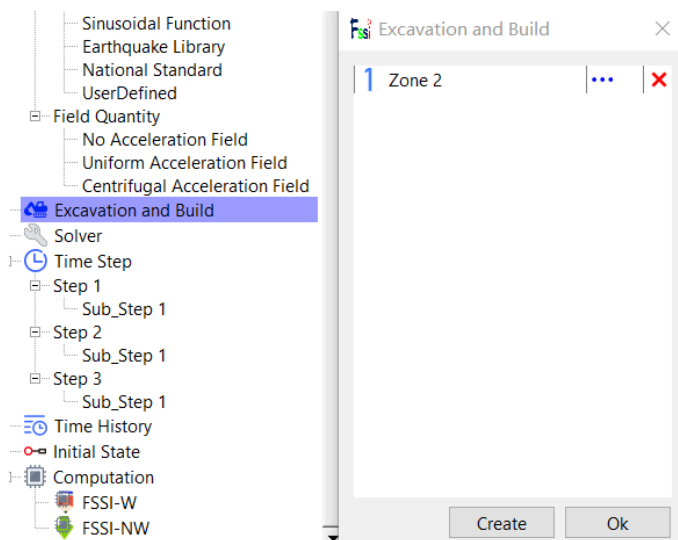 Sinusoidal Function
Earthquake Library
National Standard
UserDefined
Field Quantity
No Acceleration Field
Uniform Acceleration Field
Centrifugal Acceleration Field
Excavation and Build
Solver
Time Step
Step 1
Sub_Step 1
Step 2
Sub_Step 1
Step 3
Sub_Step 1
Time History
Initial State
Computation
FSSI-W
FSSI-NW
Fssi Excavation and Build
1 Zone 2 •••
Create Ok